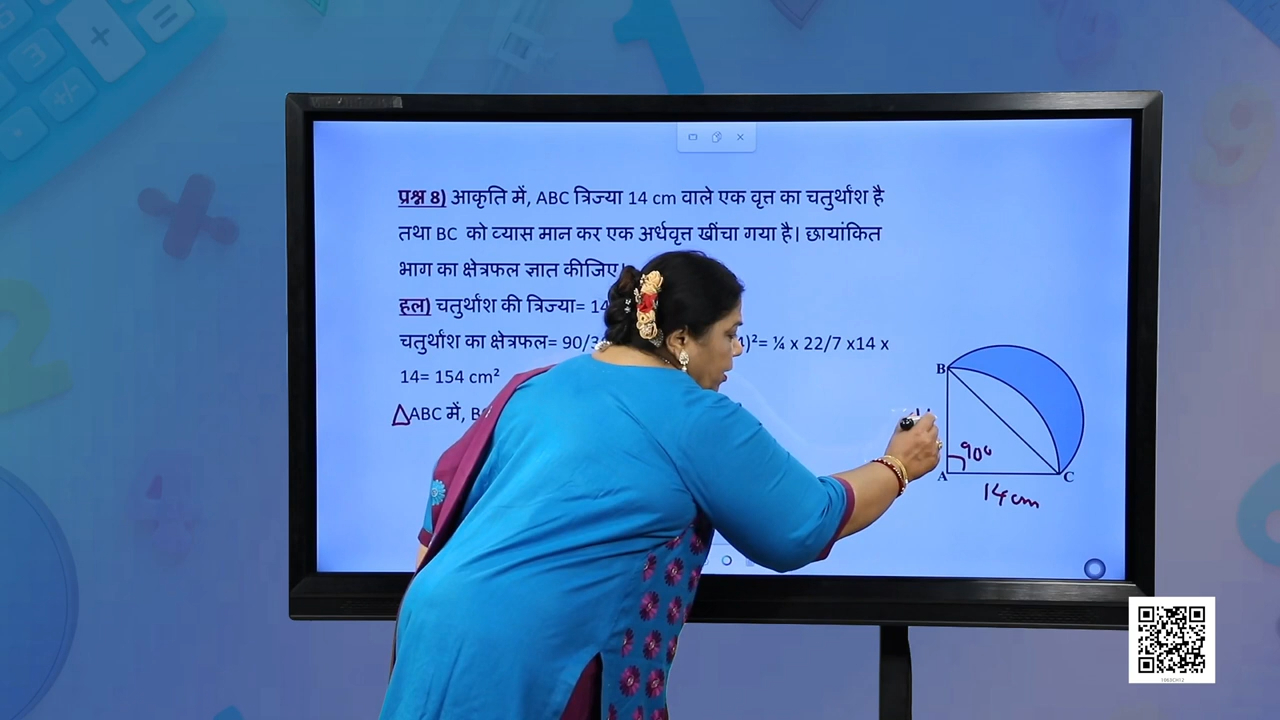 प्रश्न 8) आकृति में, ABC त्रिज्या 14 cm वाले एक वृत्त का चतुर्थांश है
तथा BC को व्यास मान कर एक अर्धवृत्त खींचा गया है। छायांकित
भाग का क्षेत्रफल ज्ञात कीजिए।
हल) चतुर्थांश की त्रिज्या= 14
चतुर्थांश का क्षेत्रफल= 90/3 )²= ¼ x 22/7 x14 x
14= 154 cm²
△ABC में, B
B
90
A
C
14 cm